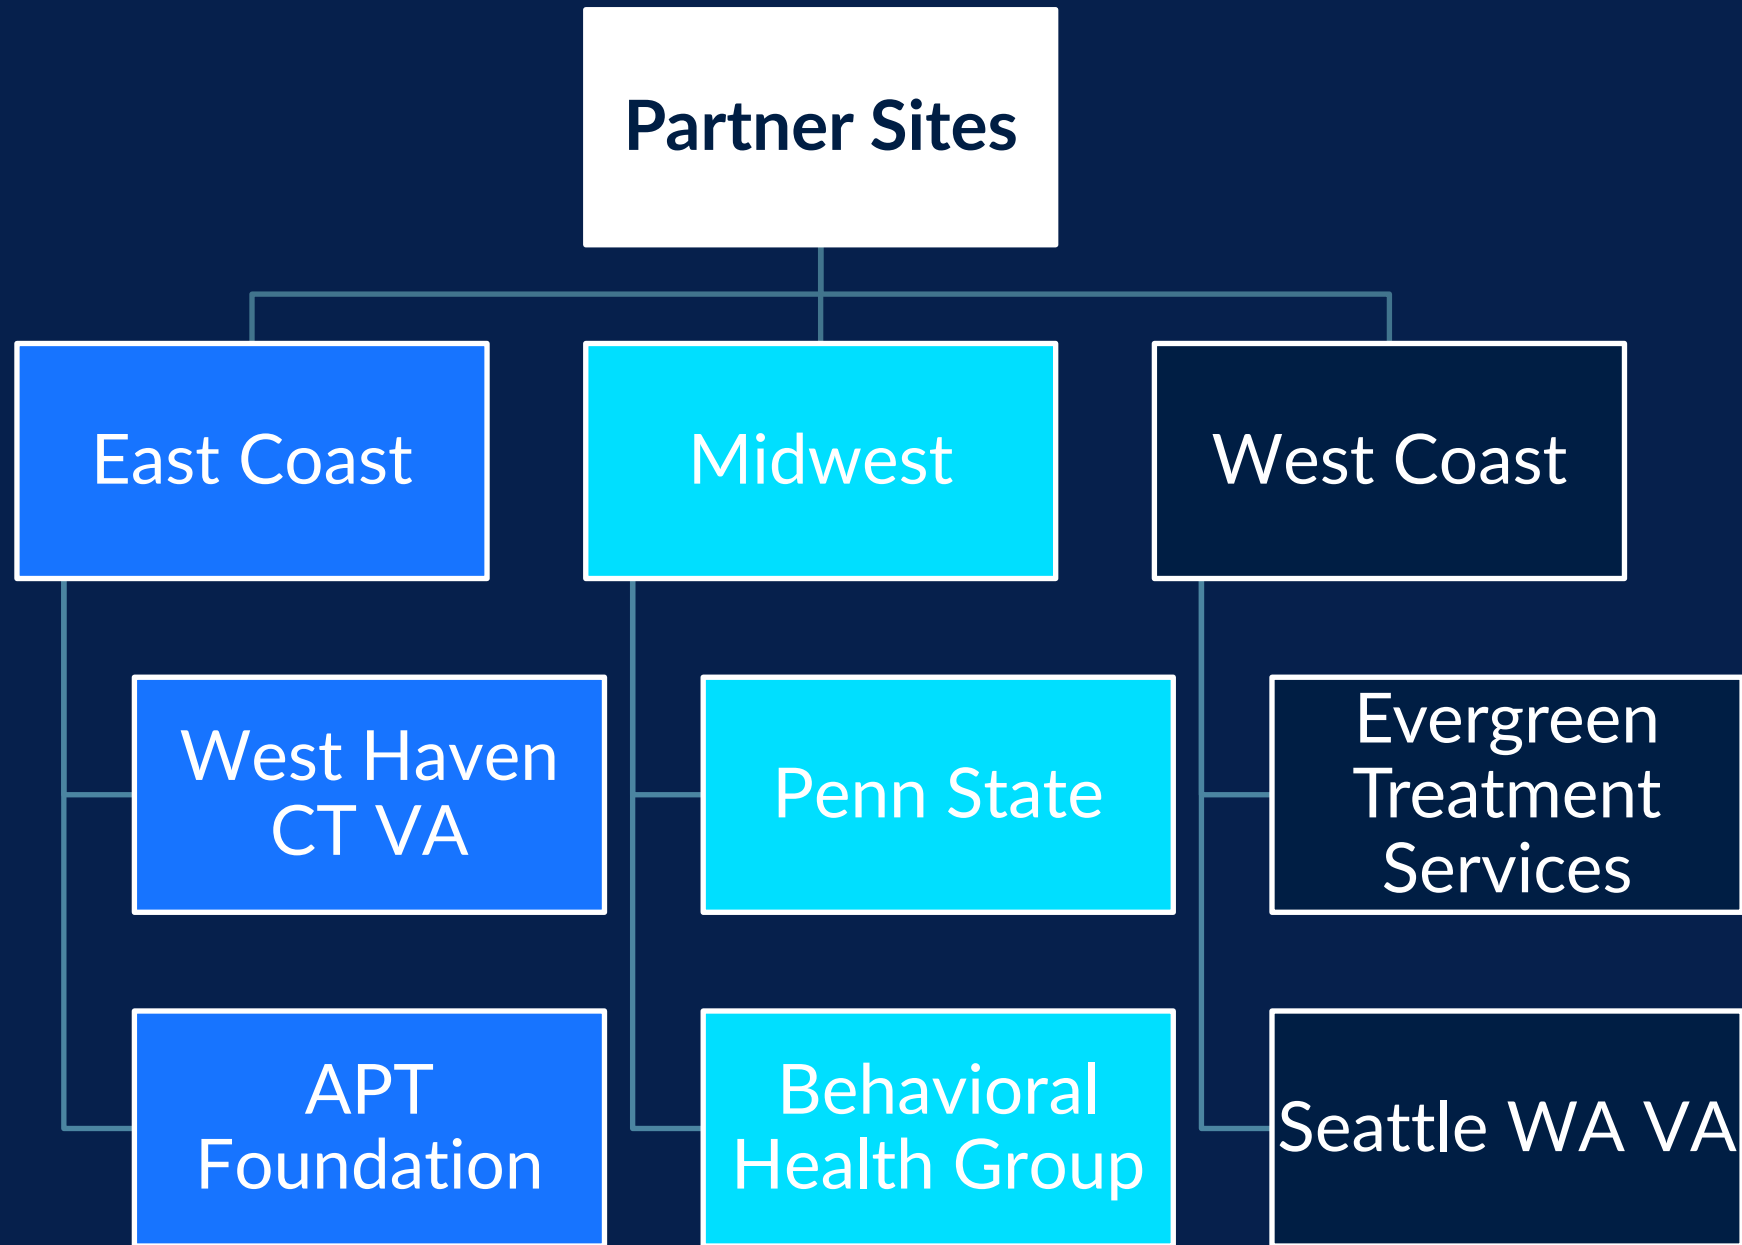 Partner Sites
East Coast
Midwest
West Coast
West Haven
CT VA
Penn State
Evergreen
Treatment
Services
APT
Foundation
Behavioral
Health Group
Seattle WA VA